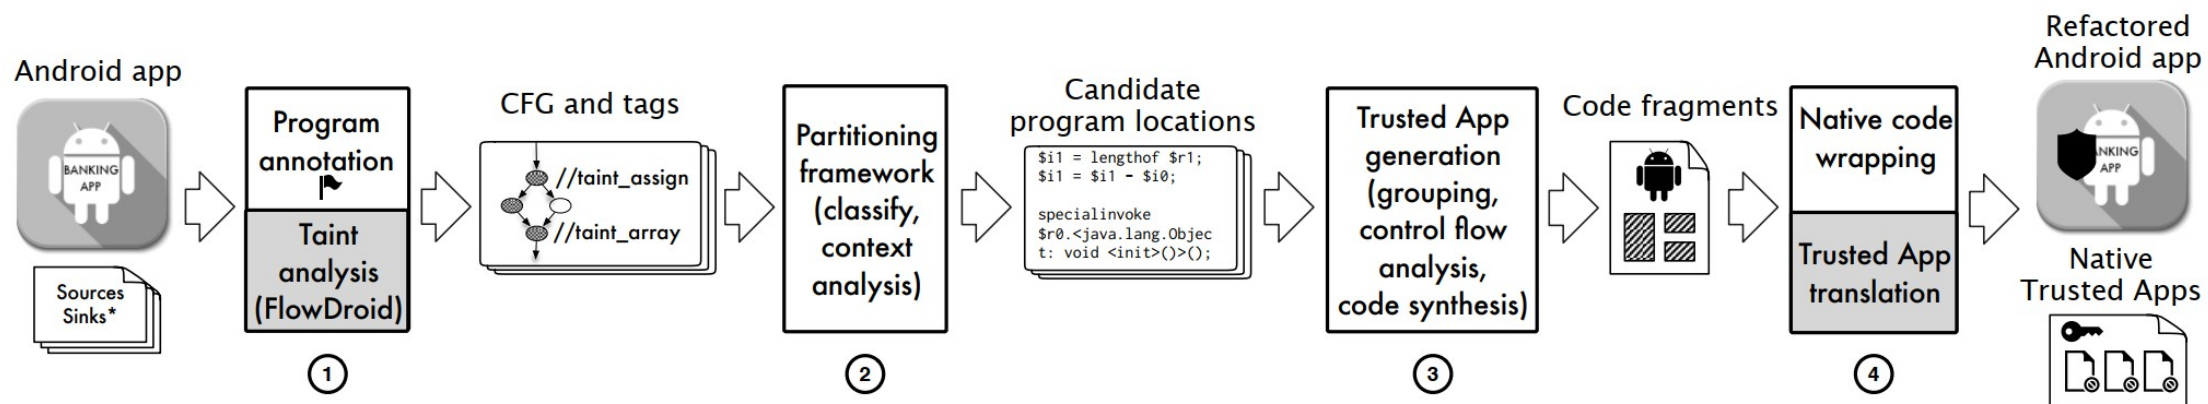 Android app
BANKING
APP
Sources
Sinks*
Program
annotation
Taint
analysis
(FlowDroid)
1
CFG and tags
//taint_assign
//taint_array
Partitioning
framework
(classify,
context
analysis)
2
Candidate
program locations
$i1 = lengthof $r1;
$i1 = $i1 - $i0;
specialinvoke
$r0.<java.lang.Objec
t: void <init>()>();
Trusted App
generation
(grouping,
control flow
analysis,
code synthesis)
3
Code fragments
Native code
wrapping
Trusted App
translation
4
Refactored
Android app
ANKING
APP
Native
Trusted Apps